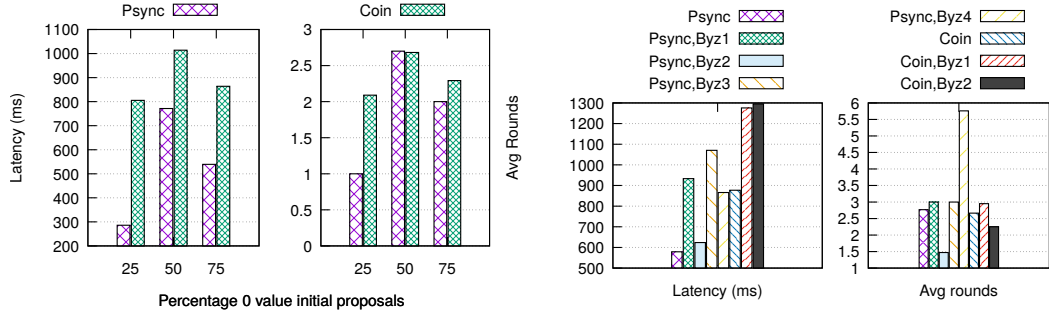 Psync
Coin
Latency (ms)
1100
1000
900
800
700
600
500
400
300
200
25 50 75
3
2.5
2
1.5
1
0.5
0
25 50 75
Avg Rounds
Percentage 0 value initial proposals
Psync
Psync,Byz1
Psync,Byz2
Psync,Byz3
Psync,Byz4
Coin
Coin,Byz1
Coin,Byz2
1300
1200
1100
1000
900
800
700
600
500
Latency (ms)
6
5.5
5
4.5
4
3.5
3
2.5
2
1.5
1
Avg rounds